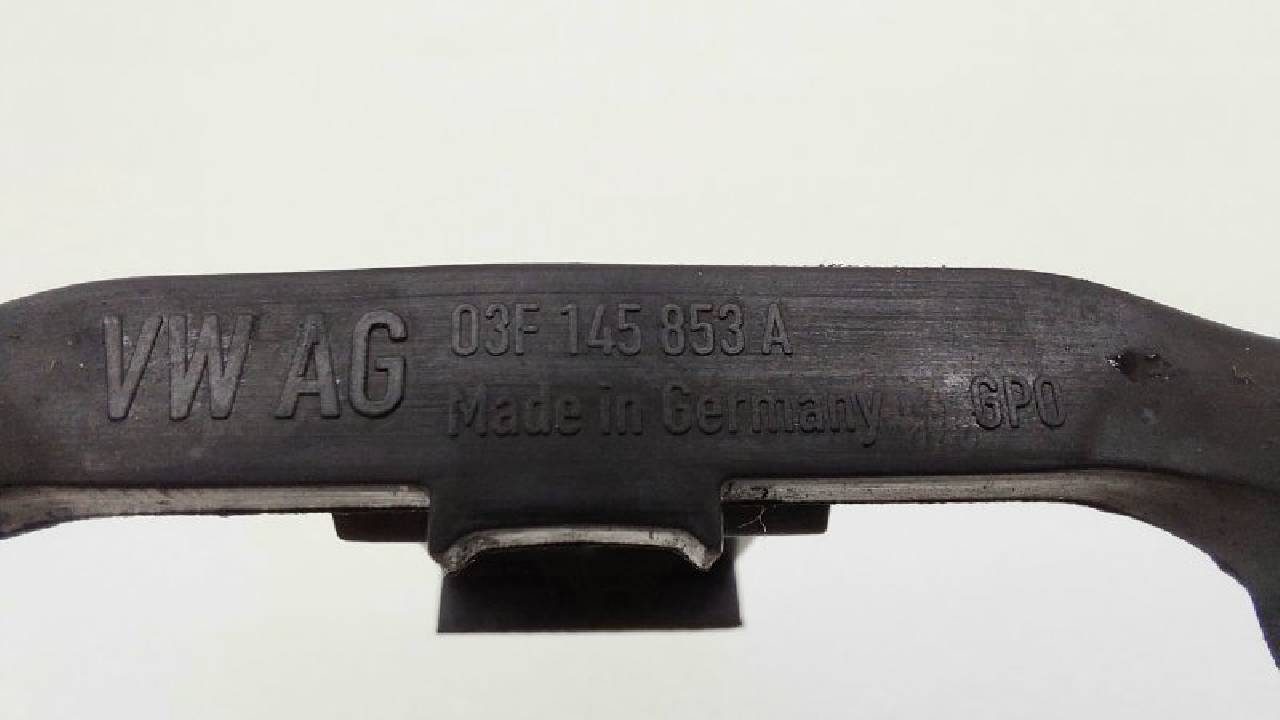 VW AG 03F 145 853 A
Made in Germany GPO